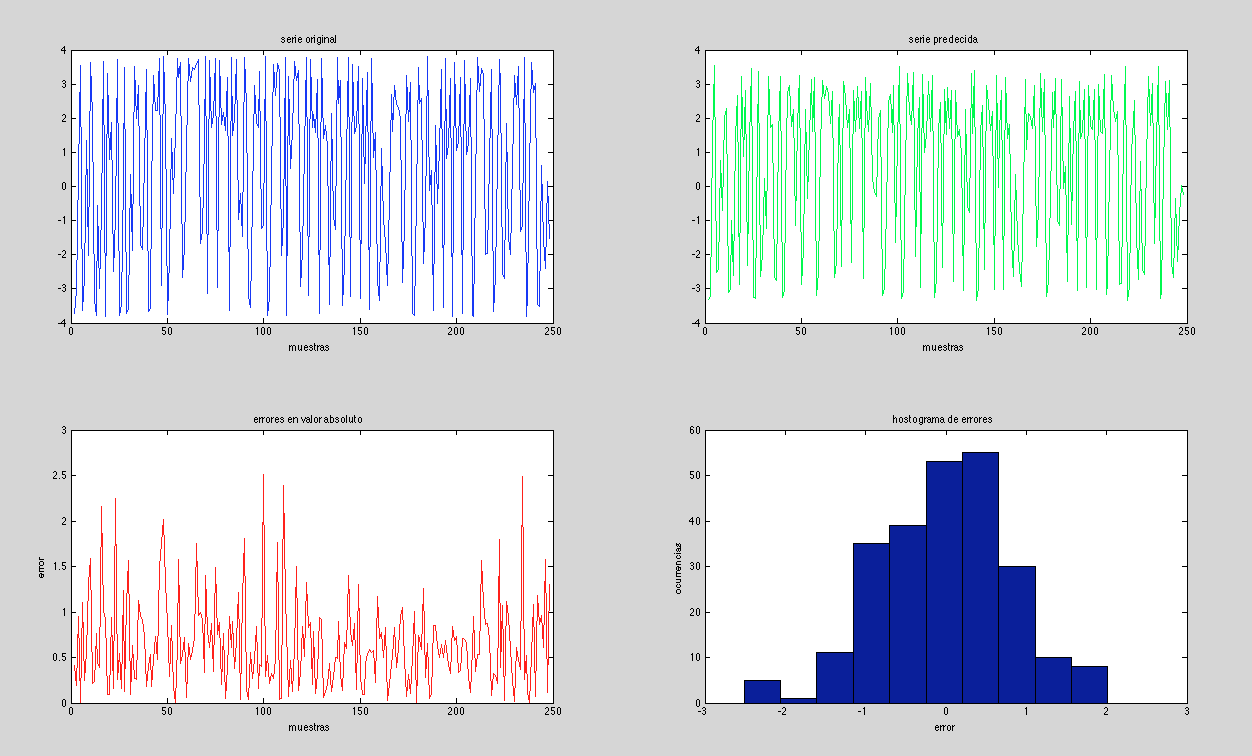 serie original
4
3
2
1
0
-1
-2
-3
-4
0 50 100 150 200 250
muestras
serie predecida
4
3
2
1
0
-1
-2
-3
-4
0 50 100 150 200 250
muestras
errores en valor absoluto
3
2.5
2
1.5
1
0.5
0
error
0 50 100 150 200 250
muestras
hostograma de errores
60
50
40
30
20
10
0
ocurrencias
-3 -2 -1 0 1 2 3
error